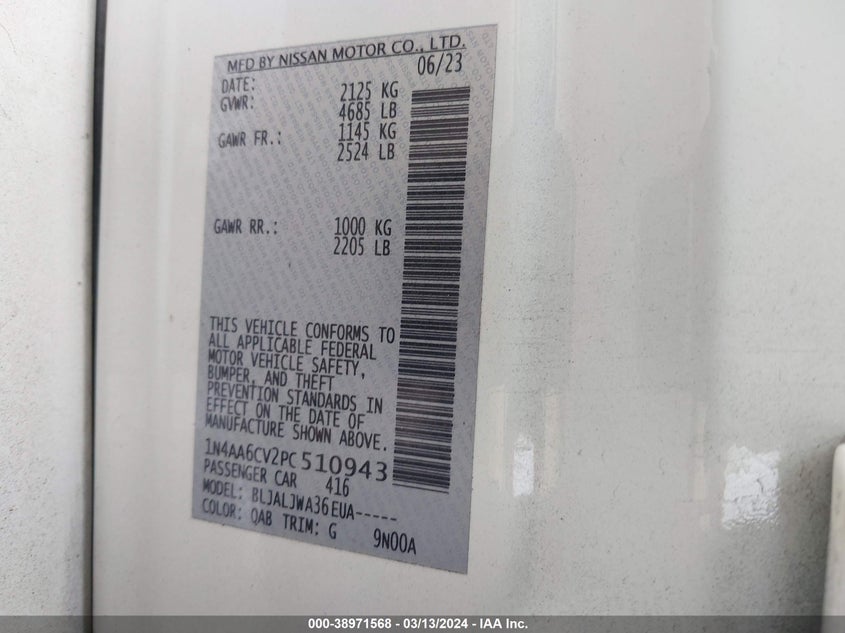 MFD BY NISSAN MOTOR CO., LTD.
DATE: 06/23
GVWR: 2125 KG
4685 LB
GAWR FR.: 1145 KG
2524 LB
GAWR RR.: 1000 KG
2205 LB
THIS VEHICLE CONFORMS TO
ALL APPLICABLE FEDERAL
MOTOR VEHICLE SAFETY,
BUMPER, AND THEFT
PREVENTION STANDARDS IN
EFFECT ON THE DATE OF
MANUFACTURE SHOWN ABOVE.
1N4AA6CV2PC510943
PASSENGER CAR 416
MODEL: BLJALJWA36EUA-----
COLOR: QAB TRIM: G 9N00A
000-38971568 — 03/13/2024 — IAA Inc.